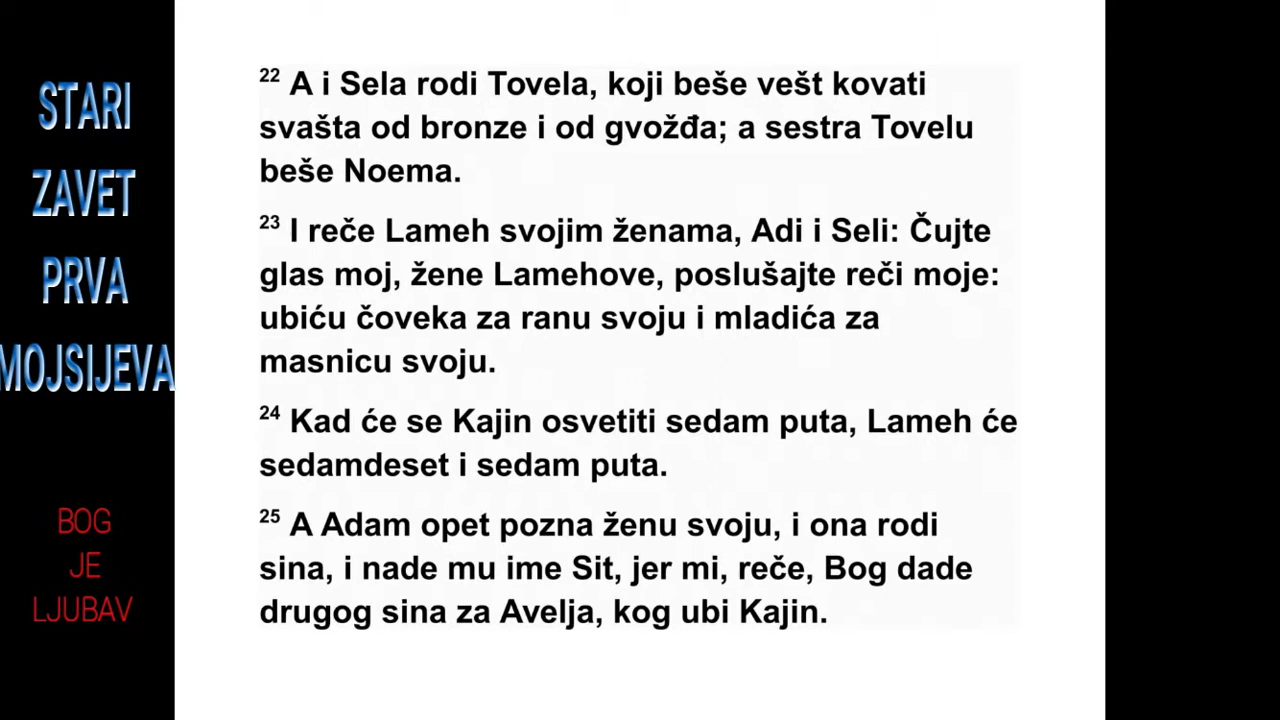 STARI
ZAVET
PRVA
MOJSIJEVA
BOG
JE
LJUBAV
22 A i Sela rodi Tovela, koji beše vešt kovati
svašta od bronze i od gvožđa; a sestra Tovelu
beše Noema.
23 I reče Lameh svojim ženama, Adi i Seli: Čujte
glas moj, žene Lamehove, poslušajte reči moje:
ubiću čoveka za ranu svoju i mladića za
masnicu svoju.
24 Kad će se Kajin osvetiti sedam puta, Lameh će
sedamdeset i sedam puta.
25 A Adam opet pozna ženu svoju, i ona rodi
sina, i nade mu ime Sit, jer mi, reče, Bog dade
drugog sina za Avelja, kog ubi Kajin.